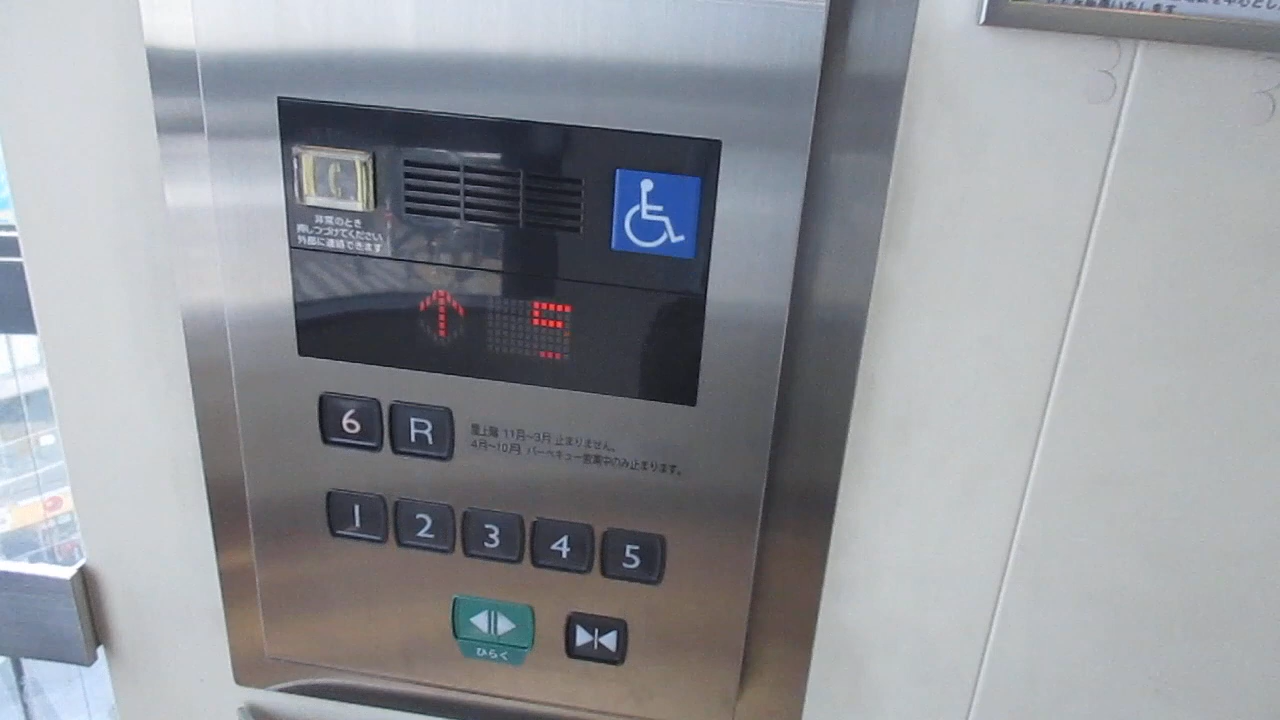 非常のとき
押しつづけてください
外部に連絡できます
5
6 R
屋上階 11月~3月 止まりません。
4月~10月 バーベキュー営業中のみ止まります。
1 2 3 4 5
ひらく